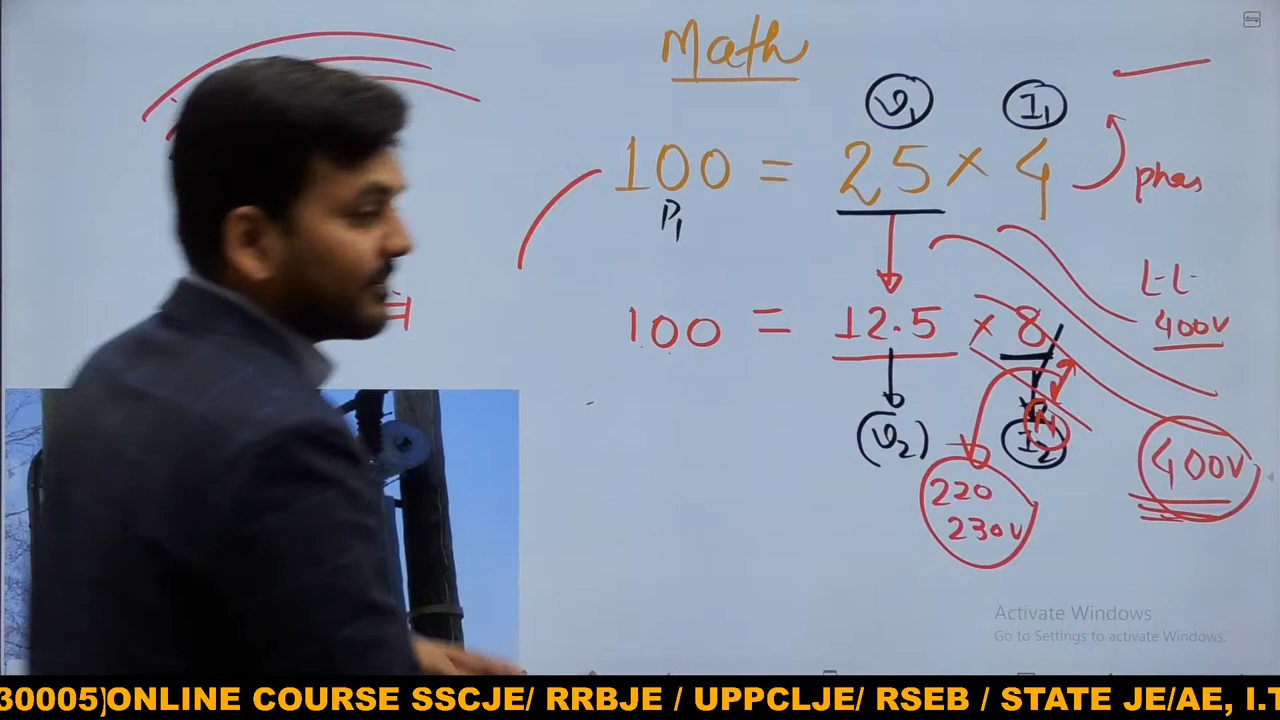 Math
V₁ I₁
100 = 25 × 4
P₁
phas
L-L
400V
100 = 12.5 × 8
N
(V₂) I₂
400V
220
230V
Activate Windows
Go to Settings to activate Windows.
30005)ONLINE COURSE SSCJE/ RRBJE / UPPCLJE/ RSEB / STATE JE/AE, I.T